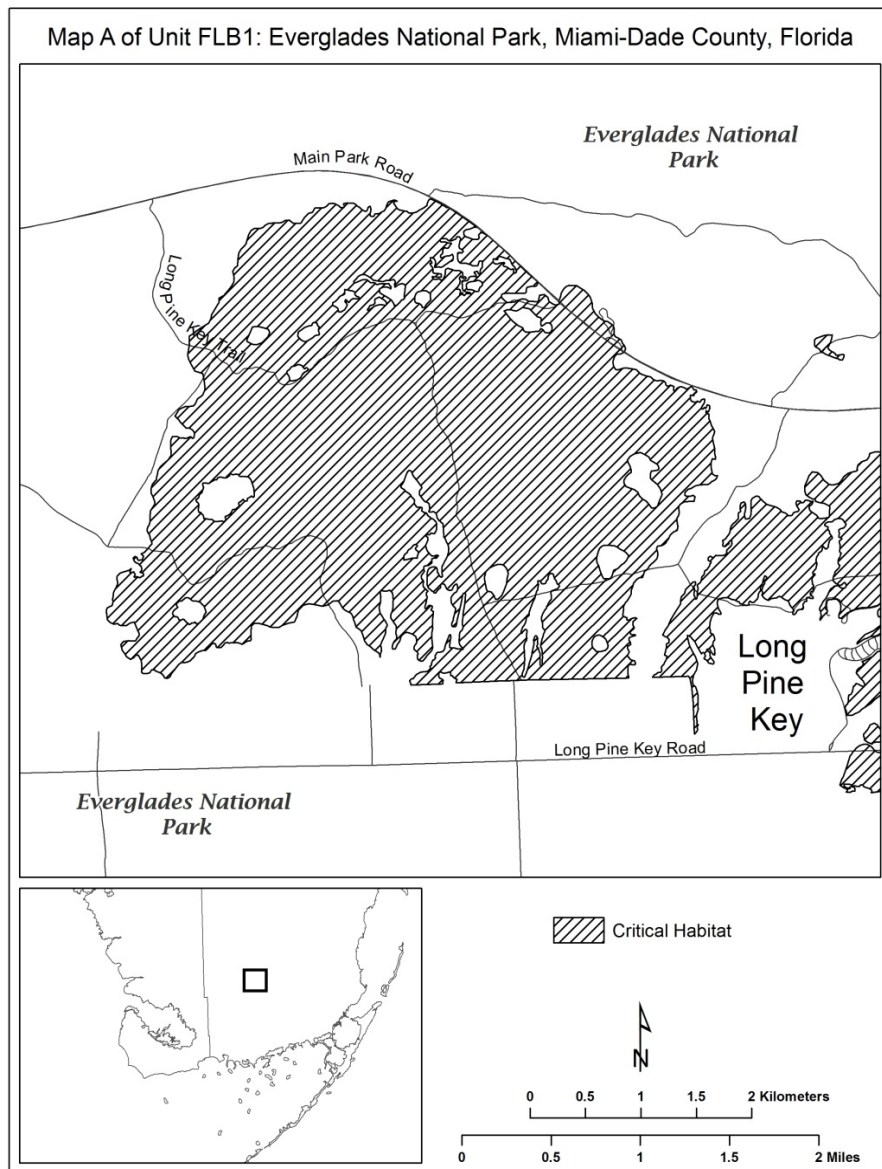 Map A of Unit FLB1: Everglades National Park, Miami-Dade County, Florida
Everglades National
Park
Main Park Road
Long Pine Key Trail
Long
Pine
Key
Long Pine Key Road
Everglades National
Park
Critical Habitat
N
0 0.5 1 1.5 2 Kilometers
0 0.5 1 1.5 2 Miles